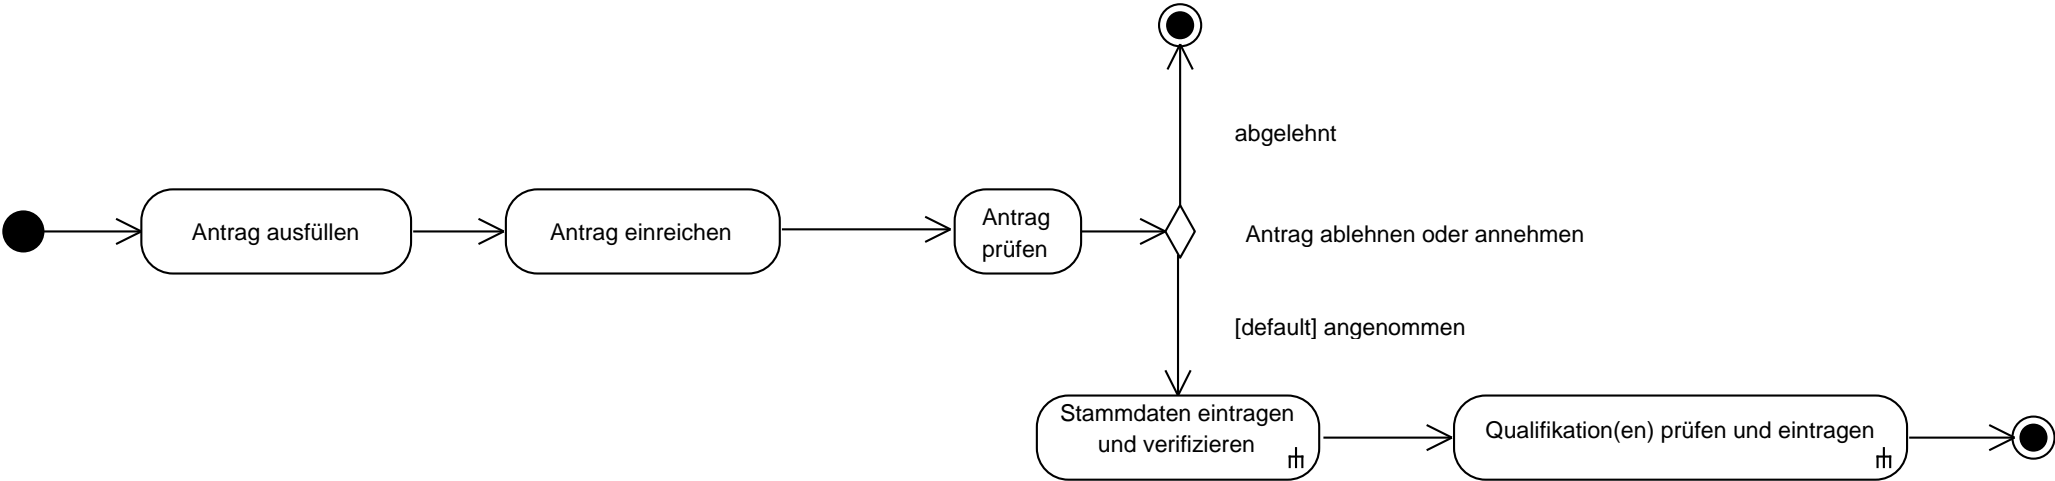 abgelehnt
Antrag ausfüllen
Antrag einreichen
Antrag
prüfen
Antrag ablehnen oder annehmen
[default] angenommen
Stammdaten eintragen
und verifizieren
Qualifikation(en) prüfen und eintragen